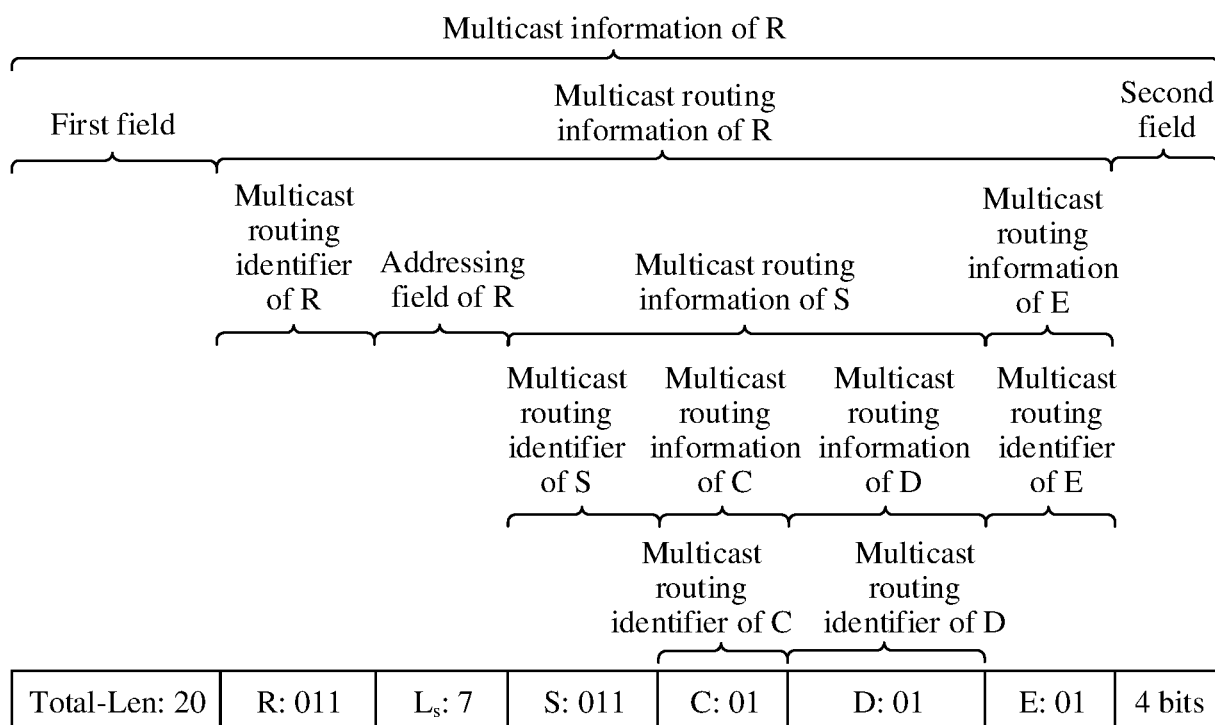 Multicast information of R
First field
Multicast routing
information of R
Second
field
Multicast
routing
identifier
of R
Addressing
field of R
Multicast routing
information of S
Multicast
routing
information
of E
Multicast
routing
identifier
of S
Multicast
routing
information
of C
Multicast
routing
information
of D
Multicast
routing
identifier
of E
Multicast
routing
identifier of C
Multicast
routing
identifier of D
Total-Len: 20 R: 011 Ls: 7 S: 011 C: 01 D: 01 E: 01 4 bits